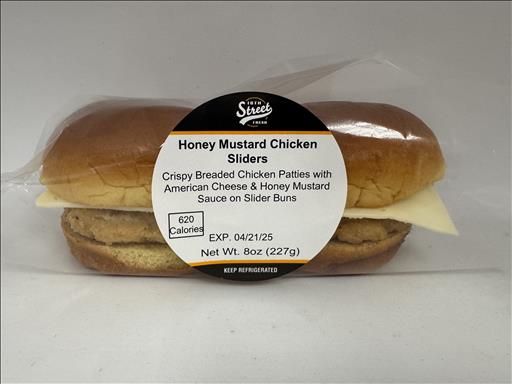 18TH
Street
FRESH
Honey Mustard Chicken
Sliders
Crispy Breaded Chicken Patties with
American Cheese & Honey Mustard
Sauce on Slider Buns
620
Calories
EXP. 04/21/25
Net Wt. 8oz (227g)
KEEP REFRIGERATED